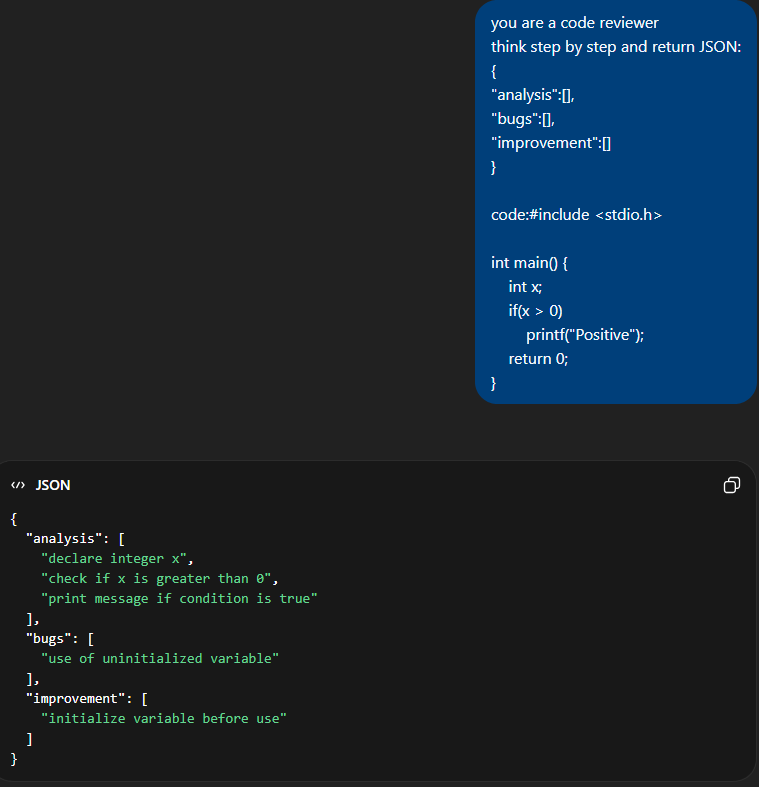 you are a code reviewer
think step by step and return JSON:
{
"analysis":[],
"bugs":[],
"improvement":[]
}
code:#include <stdio.h>
int main() {
int x;
if(x > 0)
printf("Positive");
return 0;
}
JSON
{
"analysis": [
"declare integer x",
"check if x is greater than 0",
"print message if condition is true"
],
"bugs": [
"use of uninitialized variable"
],
"improvement": [
"initialize variable before use"
]
}